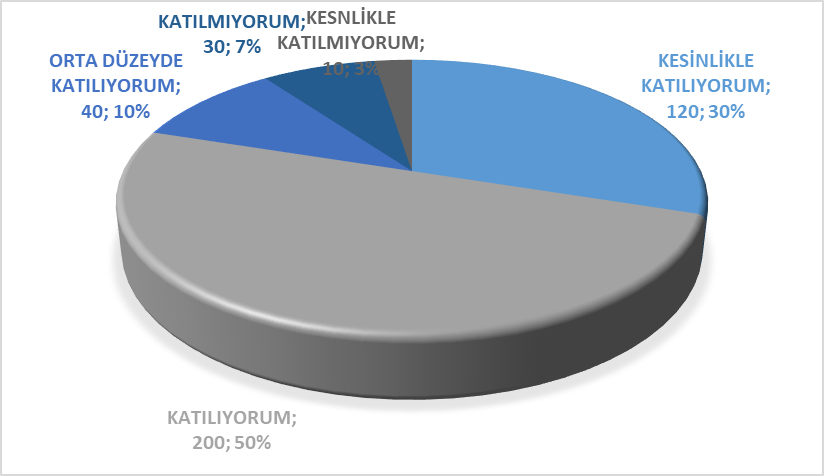 KATILMIYORUM;
30; 7%
KESNLİKLE
KATILMIYORUM;
10; 3%
ORTA DÜZEYDE
KATILIYORUM;
40; 10%
KESİNLİKLE
KATILIYORUM;
120; 30%
KATILIYORUM;
200; 50%